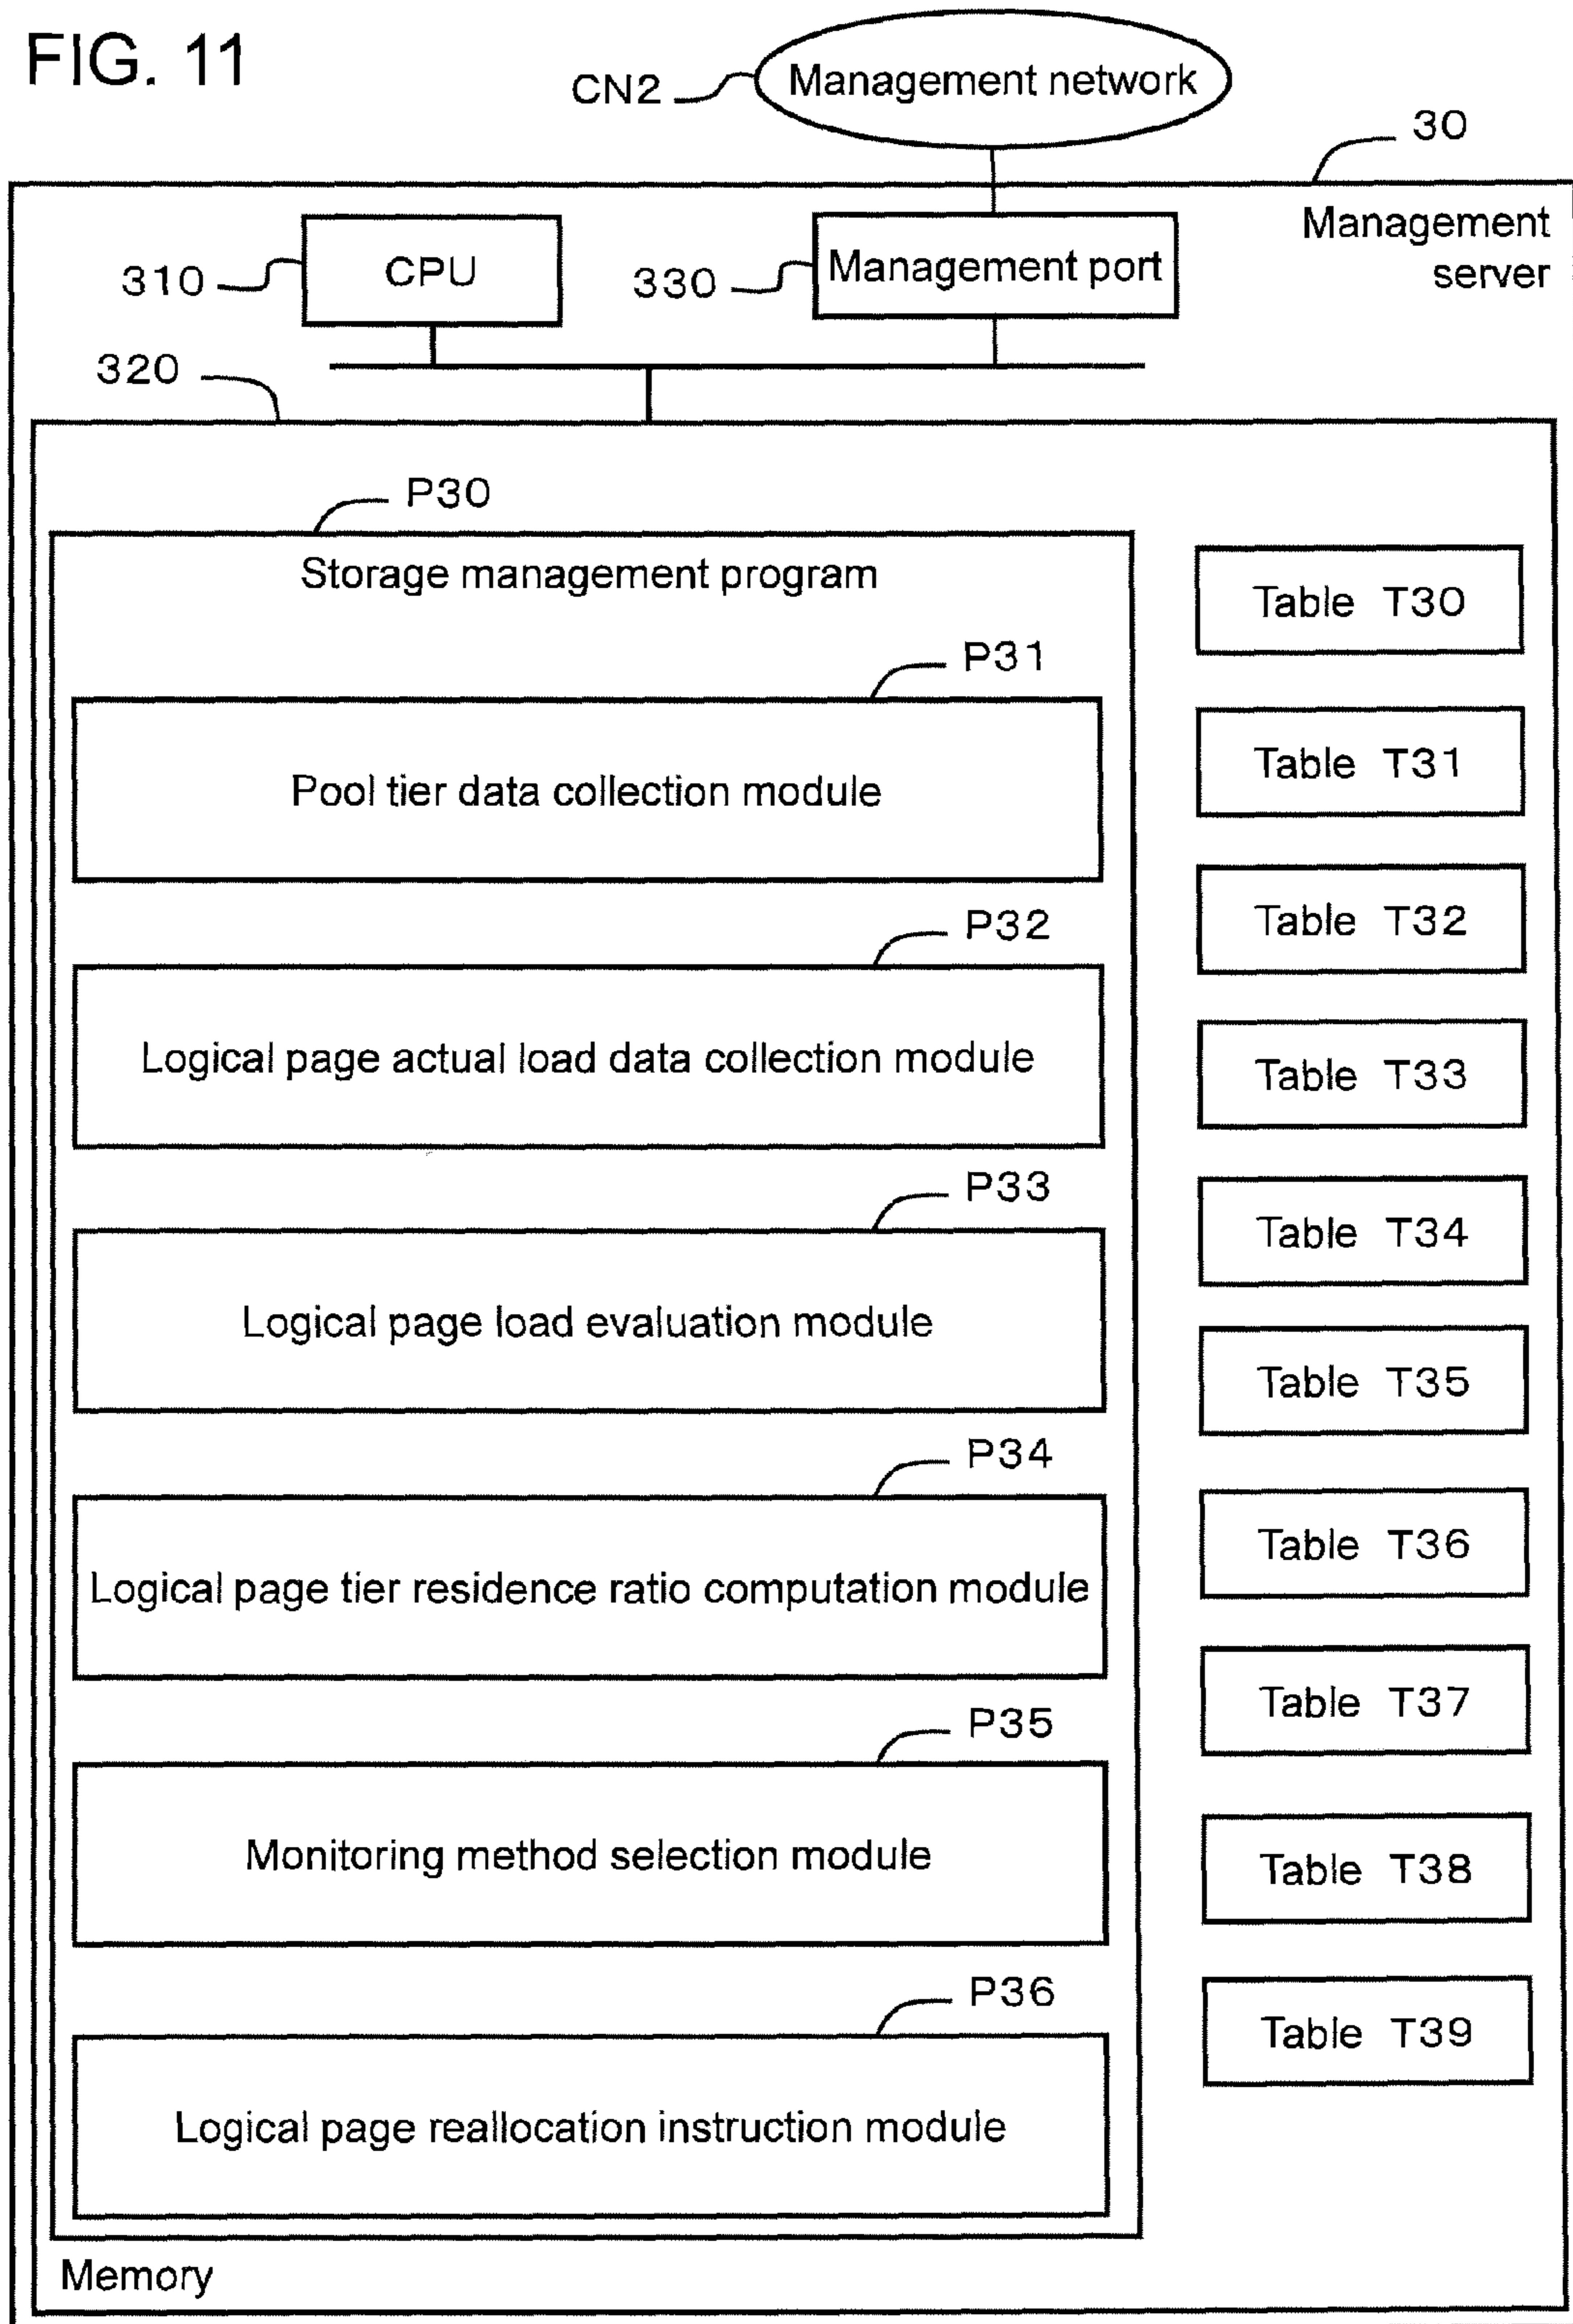 FIG. 11
CN2
Management network
30
Management
server
310
CPU
330
Management port
320
P30
Storage management program
P31
Pool tier data collection module
P32
Logical page actual load data collection module
P33
Logical page load evaluation module
P34
Logical page tier residence ratio computation module
P35
Monitoring method selection module
P36
Logical page reallocation instruction module
Table T30
Table T31
Table T32
Table T33
Table T34
Table T35
Table T36
Table T37
Table T38
Table T39
Memory